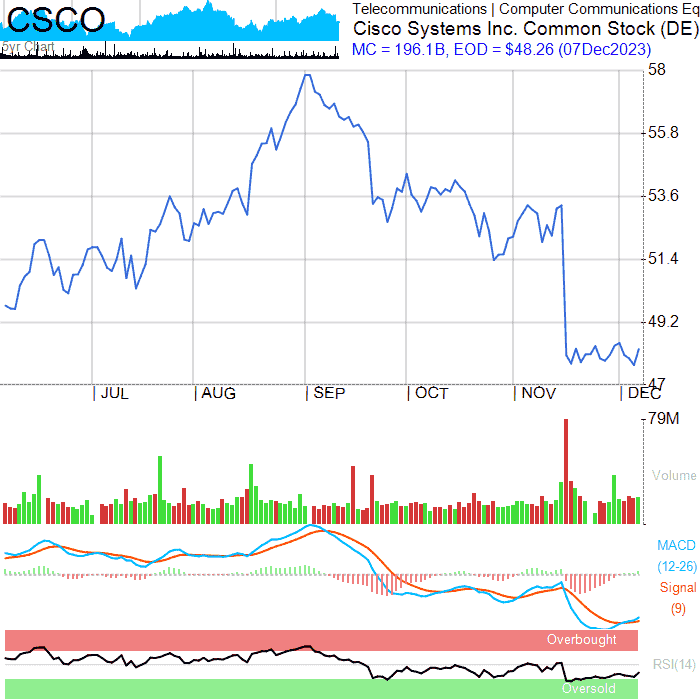 CSCO
5yr Chart
Telecommunications | Computer Communications Eq
Cisco Systems Inc. Common Stock (DE)
MC = 196.1B, EOD = $48.26 (07Dec2023)
58
55.8
53.6
51.4
49.2
47
JUL
AUG
SEP
OCT
NOV
DEC
79M
Volume
MACD
(12-26)
Signal
(9)
Overbought
RSI(14)
Oversold